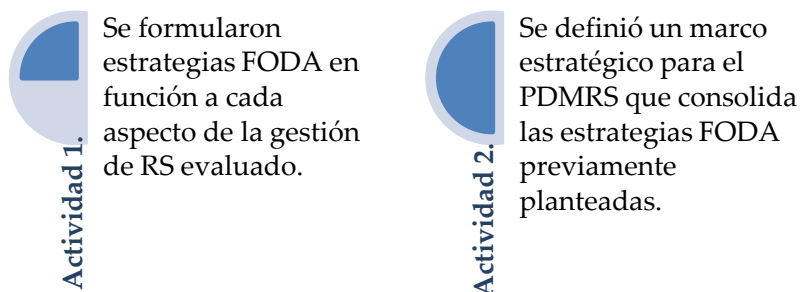 Actividad 1.
Se formularon
estrategias FODA en
función a cada
aspecto de la gestión
de RS evaluado.
Actividad 2.
Se definió un marco
estratégico para el
PDMRS que consolida
las estrategias FODA
previamente
planteadas.